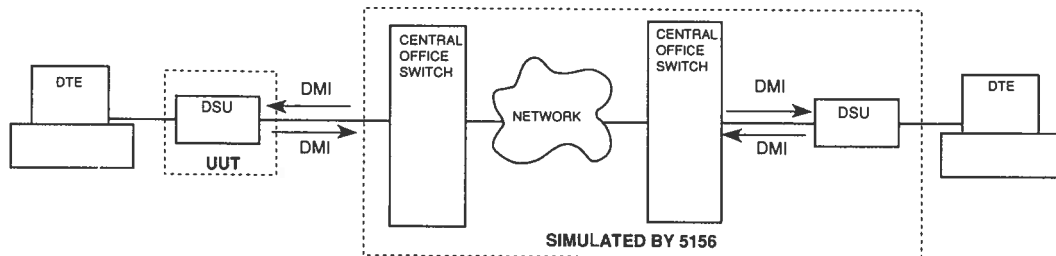 DTE
DSU
UUT
DMI
DMI
CENTRAL
OFFICE
SWITCH
NETWORK
CENTRAL
OFFICE
SWITCH
DMI
DMI
DSU
DTE
SIMULATED BY 5156